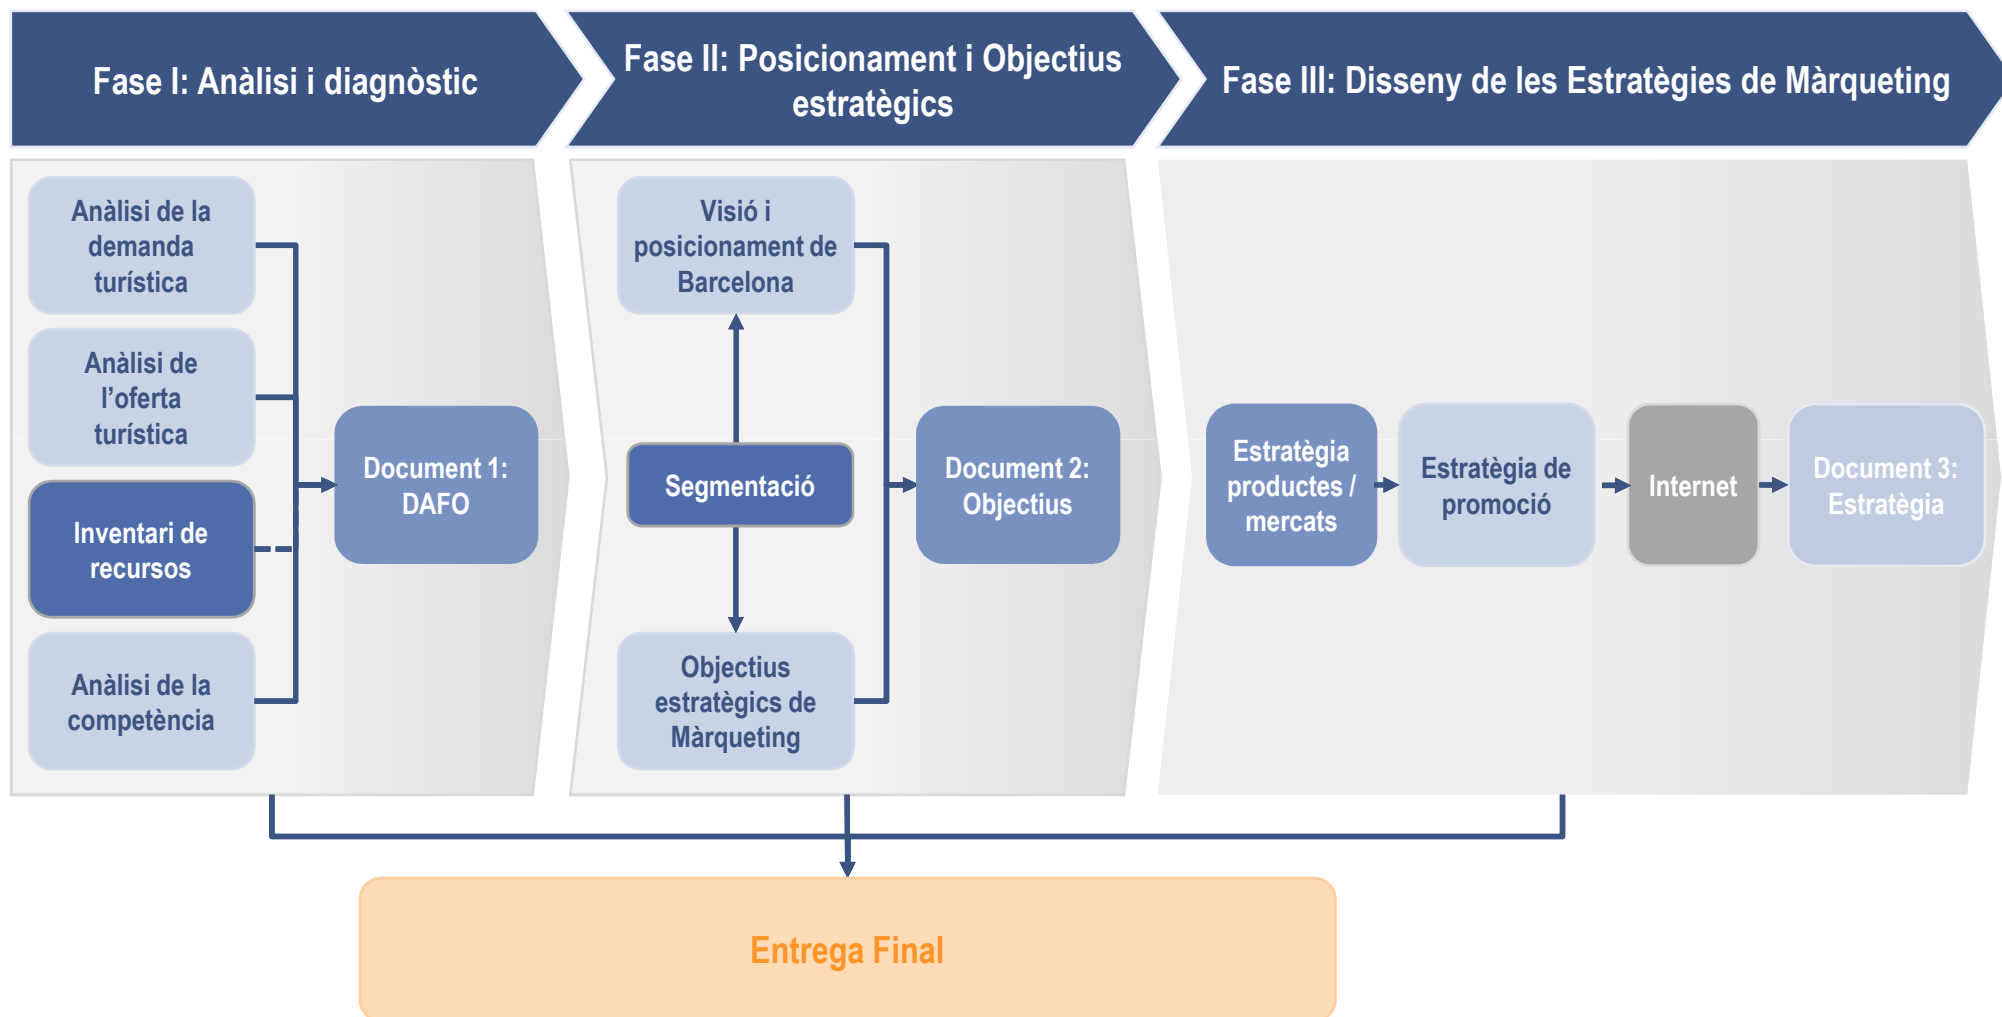 Fase I: Anàlisi i diagnòstic
Fase II: Posicionament i Objectius
estratègics
Fase III: Disseny de les Estratègies de Màrqueting
Anàlisi de la
demanda
turística
Anàlisi de
l’oferta
turística
Inventari de
recursos
Anàlisi de la
competència
Document 1:
DAFO
Visió i
posicionament de
Barcelona
Segmentació
Objectius
estratègics de
Màrqueting
Document 2:
Objectius
Estratègia
productes /
mercats
Estratègia de
promoció
Internet
Document 3:
Estratègia
Entrega Final